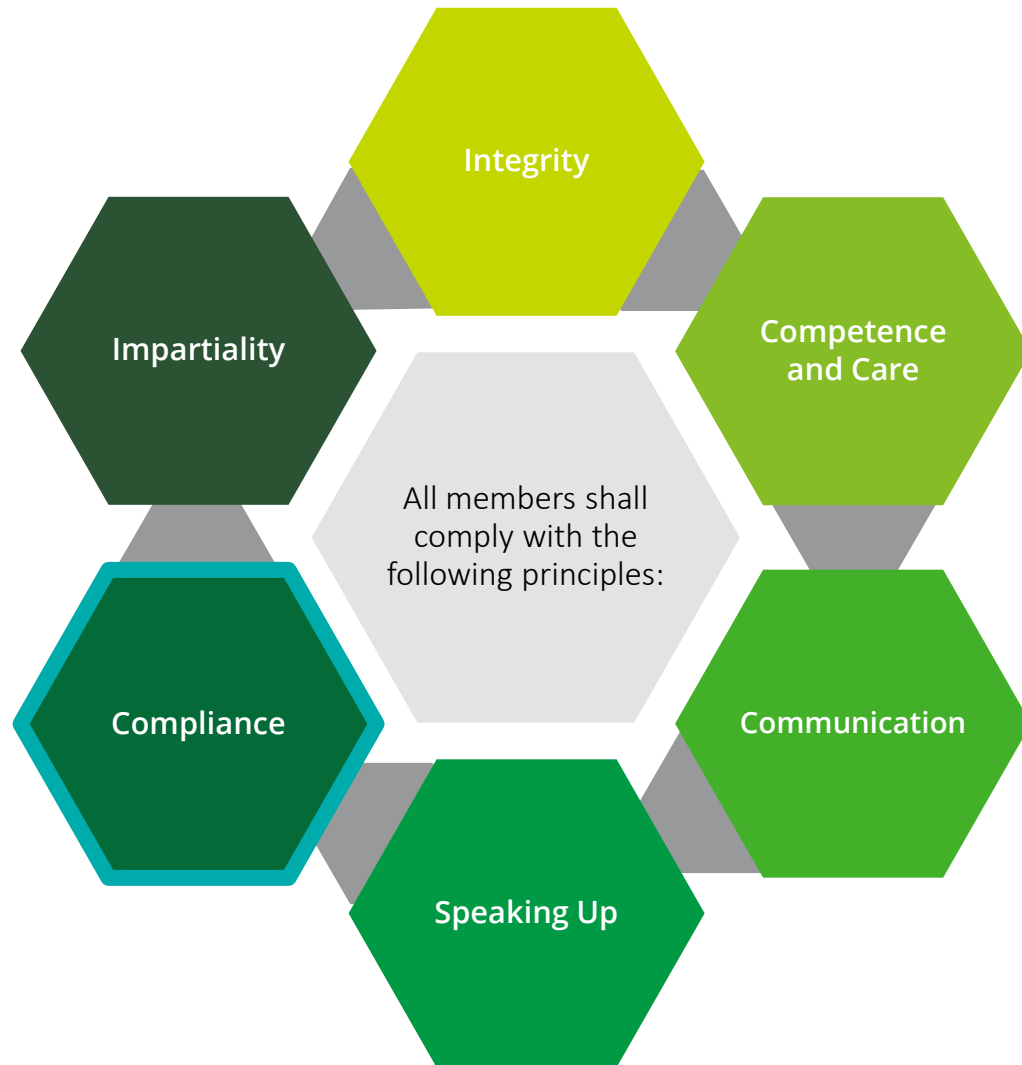 Integrity
Impartiality
Competence
and Care
All members shall
comply with the
following principles:
Compliance
Communication
Speaking Up